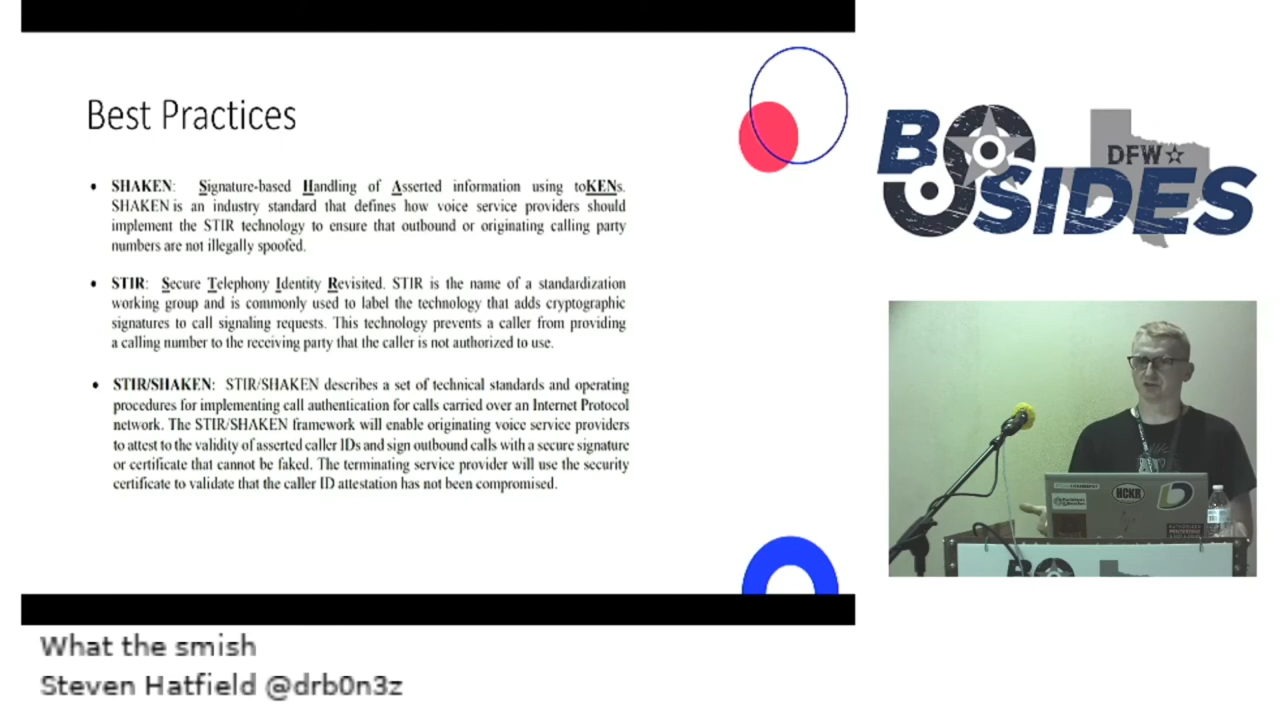 Best Practices
• SHAKEN: Signature-based Handling of Asserted information using toKENs.
SHAKEN is an industry standard that defines how voice service providers should
implement the STIR technology to ensure that outbound or originating calling party
numbers are not illegally spoofed.
• STIR: Secure Telephony Identity Revisited. STIR is the name of a standardization
working group and is commonly used to label the technology that adds cryptographic
signatures to call signaling requests. This technology prevents a caller from providing
a calling number to the receiving party that the caller is not authorized to use.
• STIR/SHAKEN: STIR/SHAKEN describes a set of technical standards and operating
procedures for implementing call authentication for calls carried over an Internet Protocol
network. The STIR/SHAKEN framework will enable originating voice service providers
to attest to the validity of asserted caller IDs and sign outbound calls with a secure signature
or certificate that cannot be faked. The terminating service provider will use the security
certificate to validate that the caller ID attestation has not been compromised.
BSIDES
DFW
HCKR
What the smish
Steven Hatfield @drb0n3z